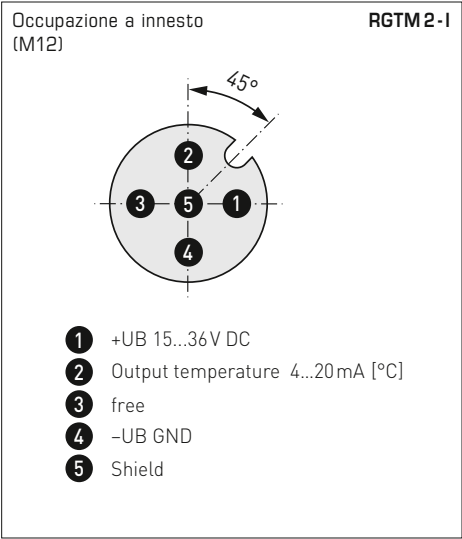 Occupazione a innesto RGTM 2 - I
(M12)
45°
2
3 5 1
4
1 +UB 15...36 V DC
2 Output temperature 4...20 mA [°C]
3 free
4 –UB GND
5 Shield